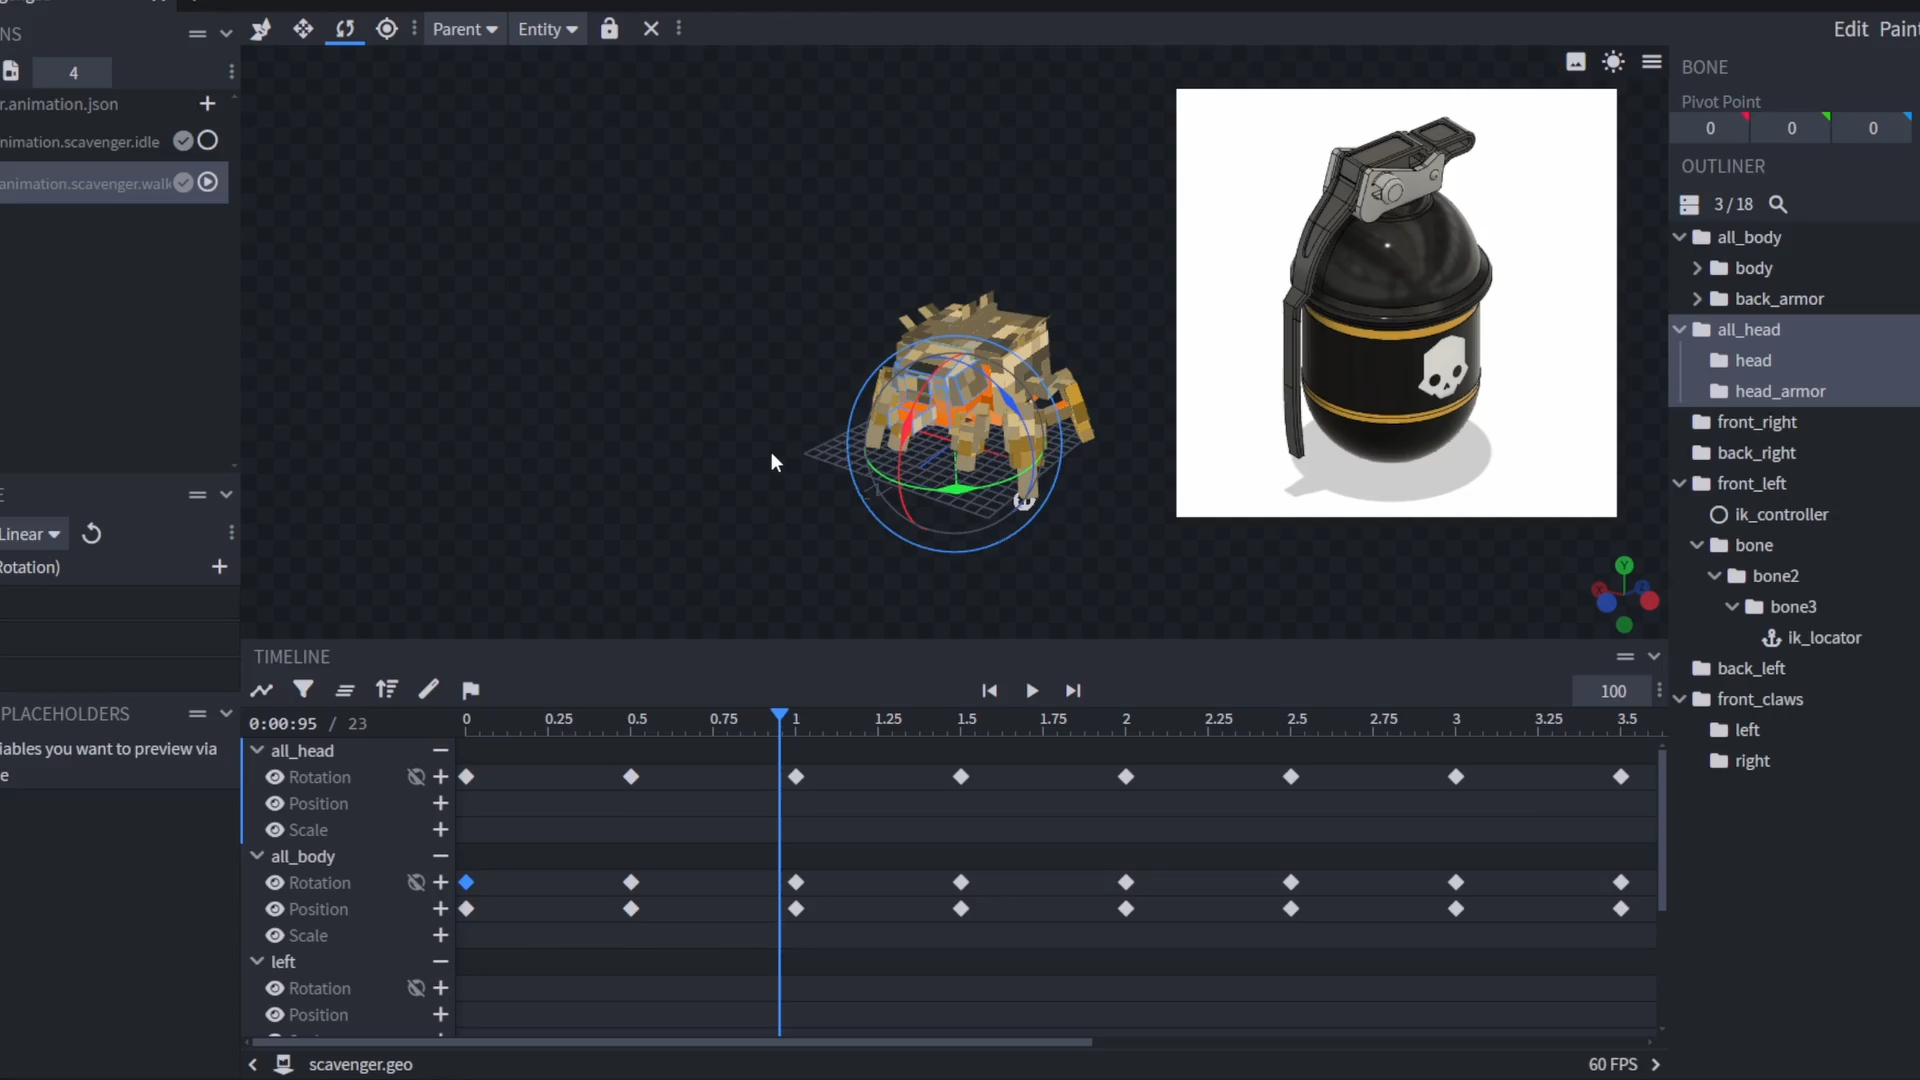 Parent
Entity
Edit Paint
NS
4
r.animation.json
nimation.scavenger.idle
animation.scavenger.walk
E
Linear
Rotation)
PLACEHOLDERS
iables you want to preview via
e
BONE
Pivot Point
0 0 0
OUTLINER
3 / 18
all_body
body
back_armor
all_head
head
head_armor
front_right
back_right
front_left
ik_controller
bone
bone2
bone3
ik_locator
back_left
front_claws
left
right
Y
TIMELINE
100
0:00:95 / 23
0 0.25 0.5 0.75 1 1.25 1.5 1.75 2 2.25 2.5 2.75 3 3.25 3.5
all_head
Rotation
Position
Scale
all_body
Rotation
Position
Scale
left
Rotation
Position
scavenger.geo
60 FPS